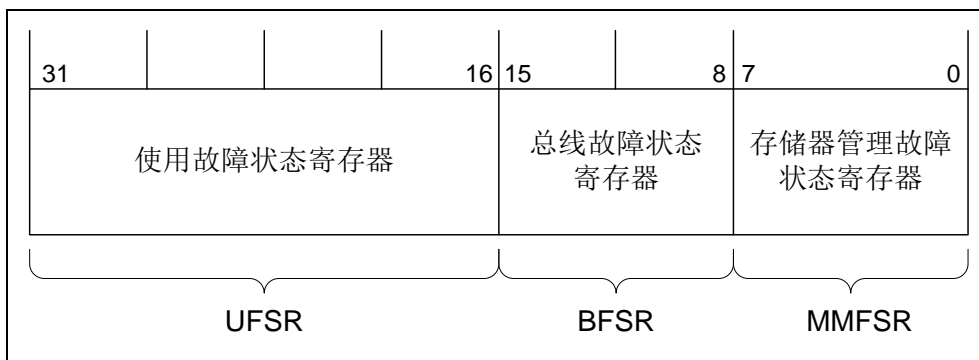 31 16 15 8 7 0
使用故障状态寄存器
总线故障状态
寄存器
存储器管理故障
状态寄存器
UFSR BFSR MMFSR